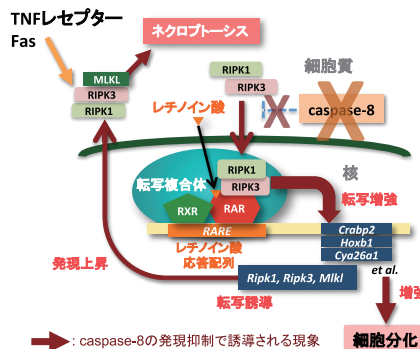 TNFレセプター
Fas
ネクロプトーシス
MLKL
RIPK3
RIPK1
RIPK1
RIPK3
細胞質
caspase-8
レチノイン酸
核
転写複合体
RIPK1
RIPK3
RXR
RAR
転写増強
RARE
レチノイン酸
応答配列
Crabp2
Hoxb1
Cya26a1
et al.
発現上昇
Ripk1, Ripk3, Mlkl
転写誘導
増強
細胞分化
: caspase-8の発現抑制で誘導される現象